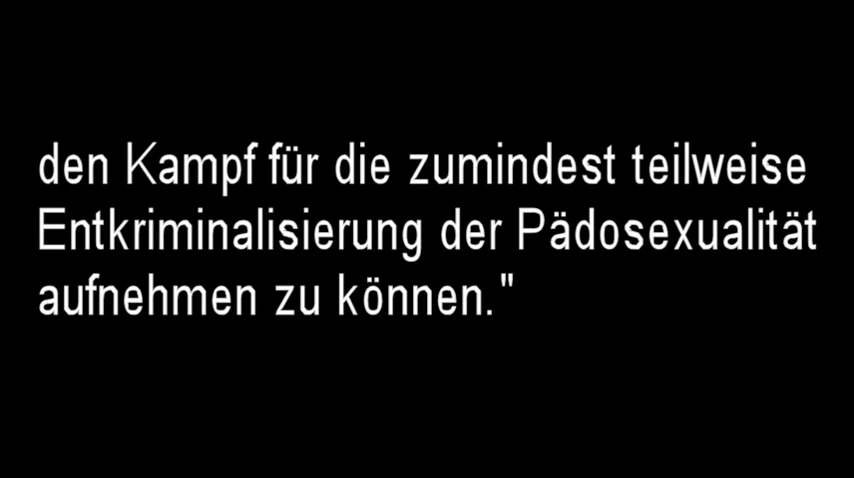 den Kampf für die zumindest teilweise
Entkriminalisierung der Pädosexualität
aufnehmen zu können."